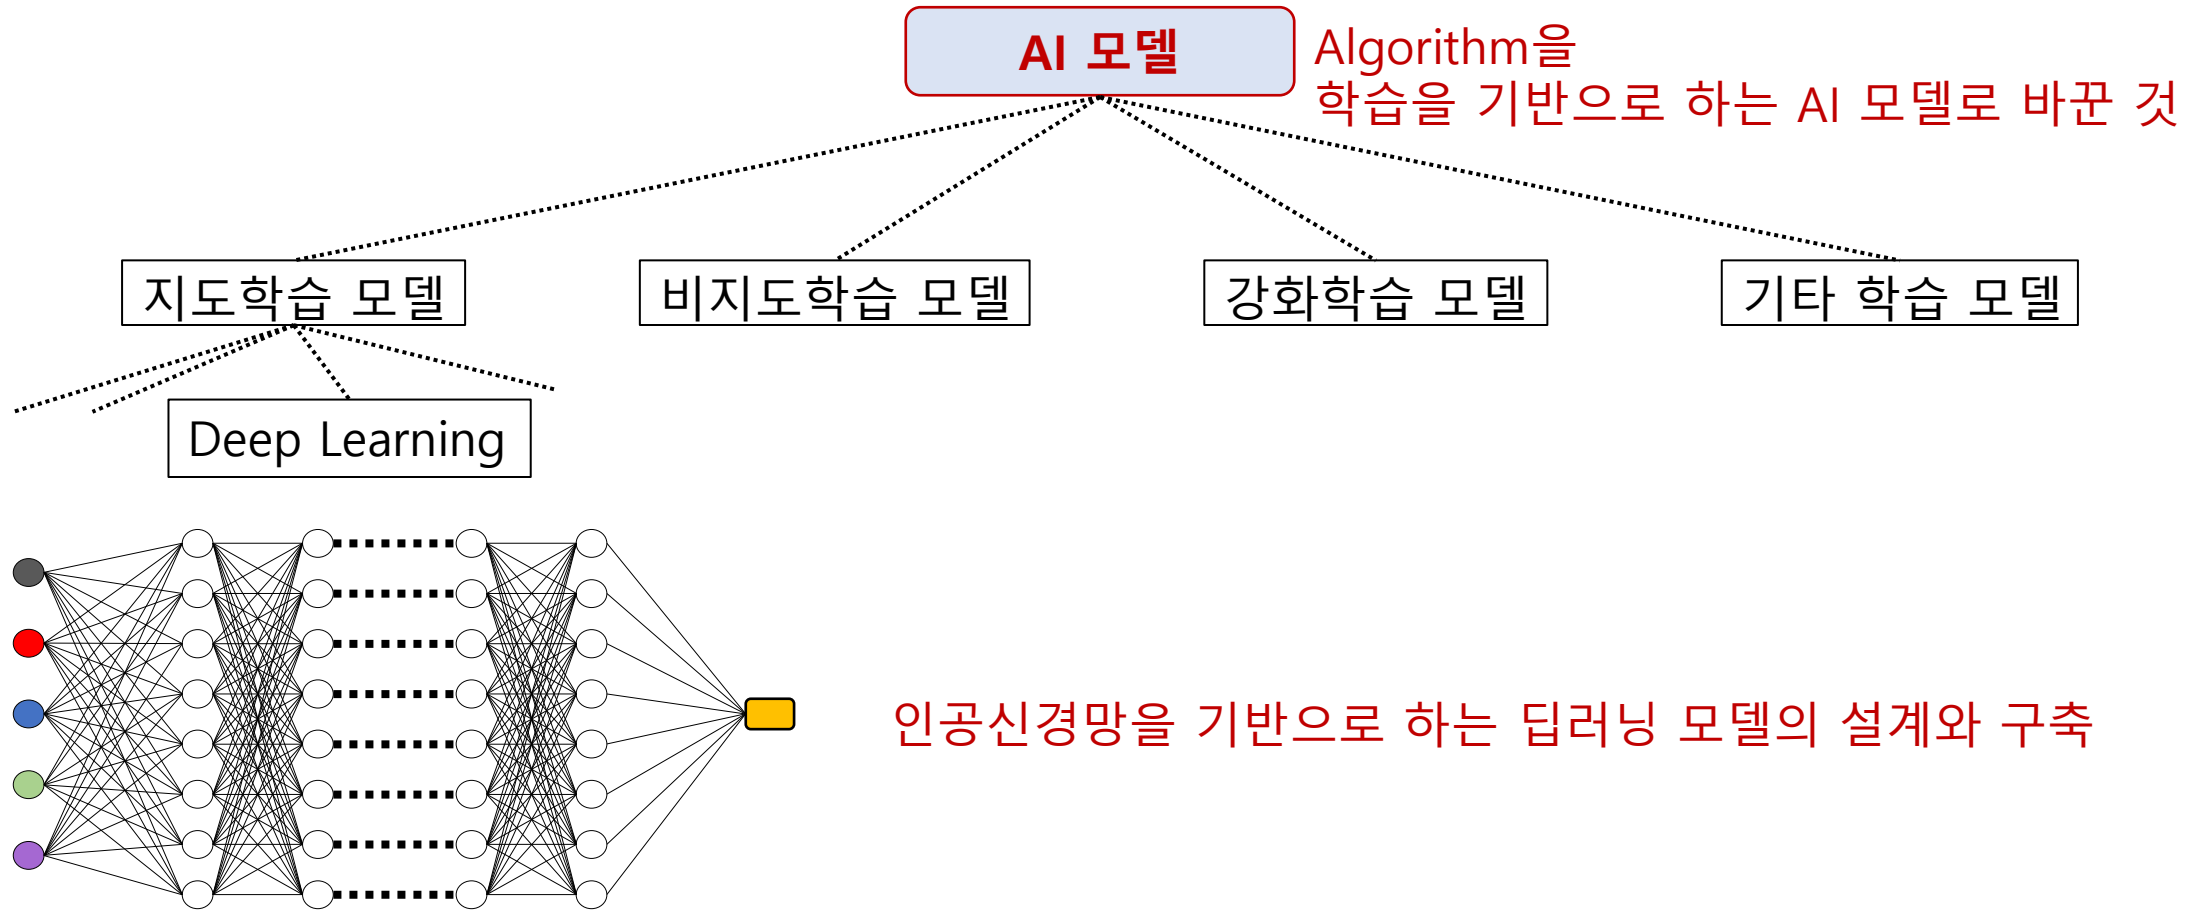 AI 모델
Algorithm을
학습을 기반으로 하는 AI 모델로 바꾼 것
지도학습 모델
비지도학습 모델
강화학습 모델
기타 학습 모델
Deep Learning
인공신경망을 기반으로 하는 딥러닝 모델의 설계와 구축